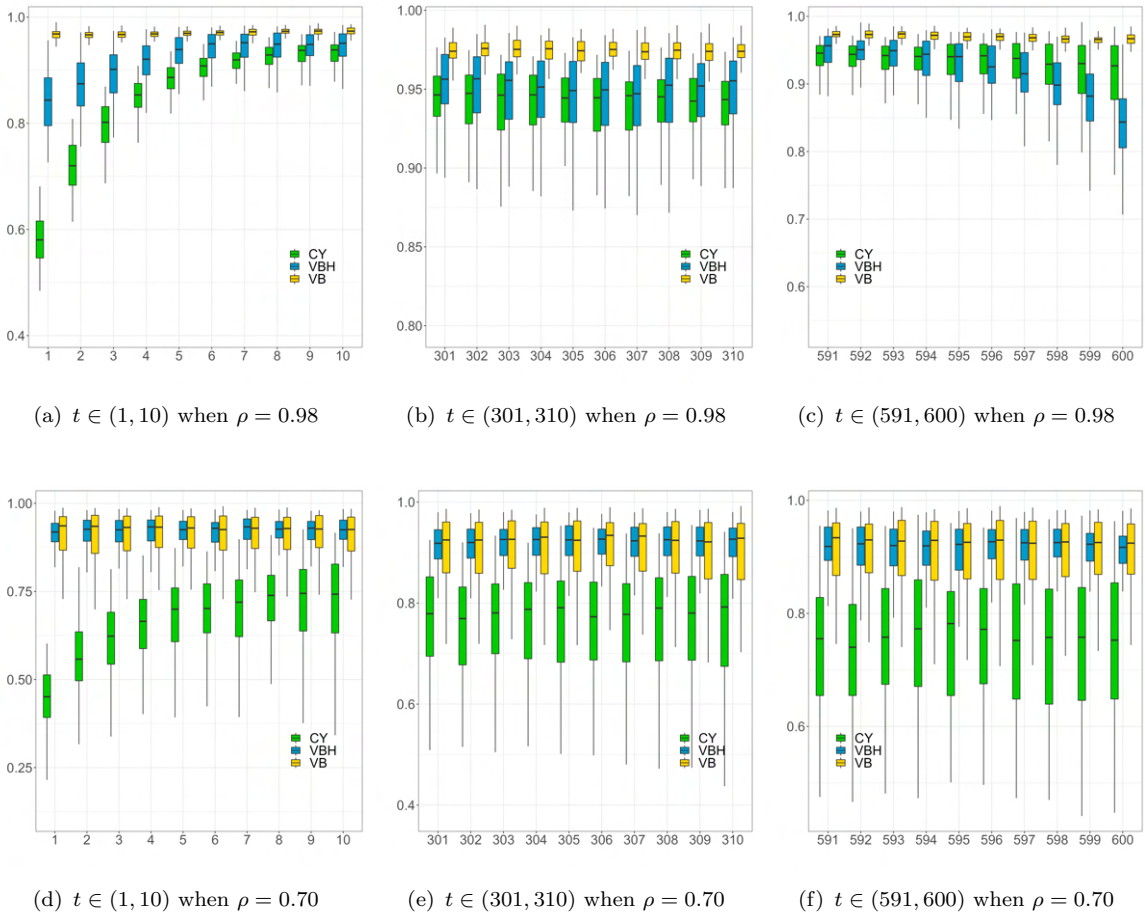 1.0
0.8
0.6
0.4
CY
VBH
VB
1 2 3 4 5 6 7 8 9 10
(a) t ∈ (1, 10) when ρ = 0.98
1.00
0.95
0.90
0.85
0.80
CY
VBH
VB
301 302 303 304 305 306 307 308 309 310
(b) t ∈ (301, 310) when ρ = 0.98
1.0
0.9
0.8
0.7
0.6
CY
VBH
VB
591 592 593 594 595 596 597 598 599 600
(c) t ∈ (591, 600) when ρ = 0.98
1.00
0.75
0.50
0.25
CY
VBH
VB
1 2 3 4 5 6 7 8 9 10
(d) t ∈ (1, 10) when ρ = 0.70
1.0
0.8
0.6
0.4
CY
VBH
VB
301 302 303 304 305 306 307 308 309 310
(e) t ∈ (301, 310) when ρ = 0.70
1.0
0.8
0.6
CY
VBH
VB
591 592 593 594 595 596 597 598 599 600
(f) t ∈ (591, 600) when ρ = 0.70